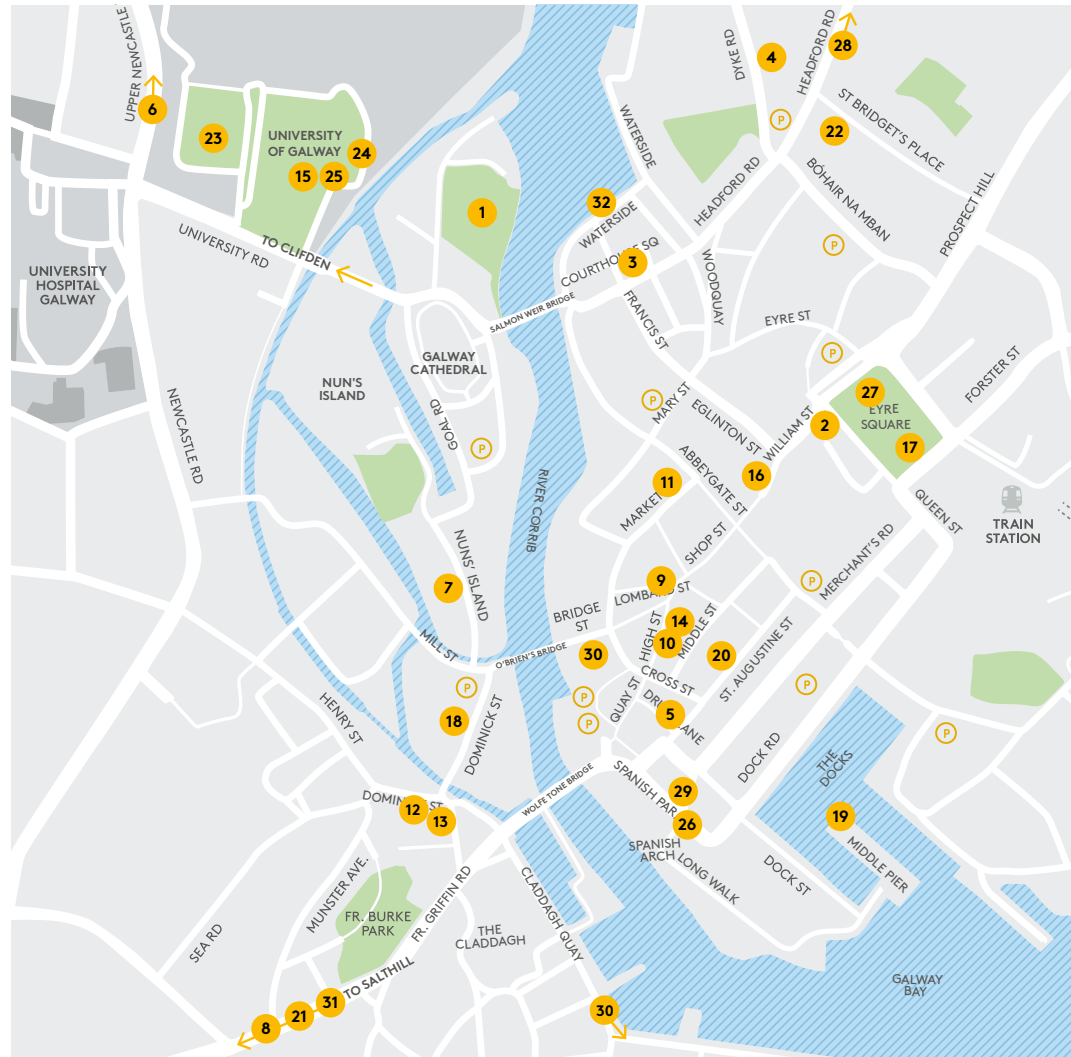 UPPER NEWCASTLE
6
23
UNIVERSITY
OF GALWAY
24
15
25
1
DYKE RD
4
HEADFORD RD
28
P
22
ST BRIDGET'S PLACE
WATERSIDE
HEADFORD RD
BÓHAIR NA MBAN
PROSPECT HILL
32
WATERSIDE
P
UNIVERSITY RD
TO CLIFDEN
COURTHOUSE SQ
3
WOODQUAY
UNIVERSITY
HOSPITAL
GALWAY
SALMON WEIR BRIDGE
FRANCIS ST
EYRE ST
P
FORSTER ST
GALWAY
CATHEDRAL
NUN'S
ISLAND
27
EYRE
SQUARE
17
2
P
MARY ST
EGLINTON ST
WILLIAM ST
NEWCASTLE RD
GOAL RD
P
ABBEYGATE ST
16
11
MARKET
RIVER CORRIB
QUEEN ST
TRAIN
STATION
SHOP ST
MERCHANT'S RD
NUNS' ISLAND
7
9
LOMBARD ST
P
BRIDGE
ST
14
HIGH ST
10
MIDDLE ST
MILL ST
O'BRIEN'S BRIDGE
30
20
ST. AUGUSTINE ST
CROSS ST
P
P
P
QUAY ST
5
P
HENRY ST
18
DOMINICK ST
P
DOCK RD
THE
DOCKS
WOLFE TONE BRIDGE
29
26
19
12
13
SPANISH
ARCH
LONG WALK
DOCK ST
MIDDLE PIER
MUNSTER AVE.
FR. BURKE
PARK
FR. GRIFFIN RD
CLADDAGH QUAY
THE
CLADDAGH
SEA RD
TO SALTHILL
GALWAY
BAY
31
21
8
30